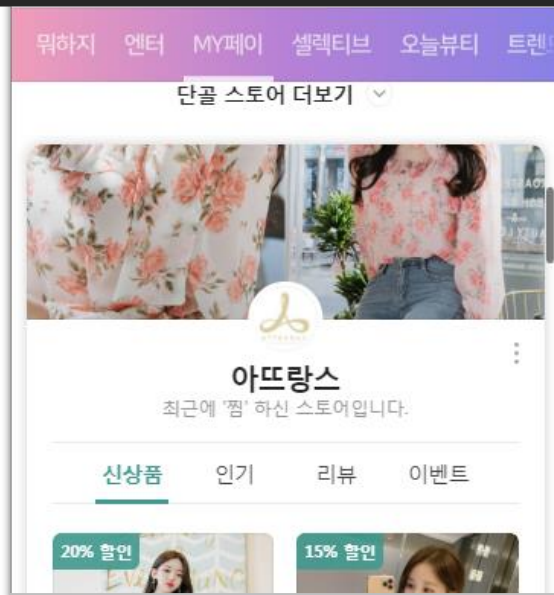 뭐하지 엔터 MY페이 셀렉티브 오늘뷰티 트렌드
단골 스토어 더보기
아뜨랑스
최근에 '찜' 하신 스토어입니다.
신상품 인기 리뷰 이벤트
20% 할인 15% 할인